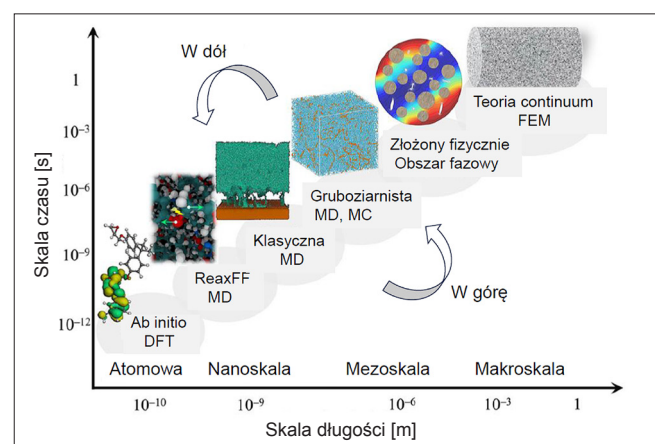 W dół
1
10⁻³
10⁻⁶
10⁻⁹
10⁻¹²
Skala czasu [s]
Teoria continuum
FEM
Złożony fizycznie
Obszar fazowy
Gruboziarnista
MD, MC
Klasyczna
MD
ReaxFF
MD
Ab initio
DFT
W górę
Atomowa Nanoskala Mezoskala Makroskala
10⁻¹⁰ 10⁻⁹ 10⁻⁶ 10⁻³ 1
Skala długości [m]